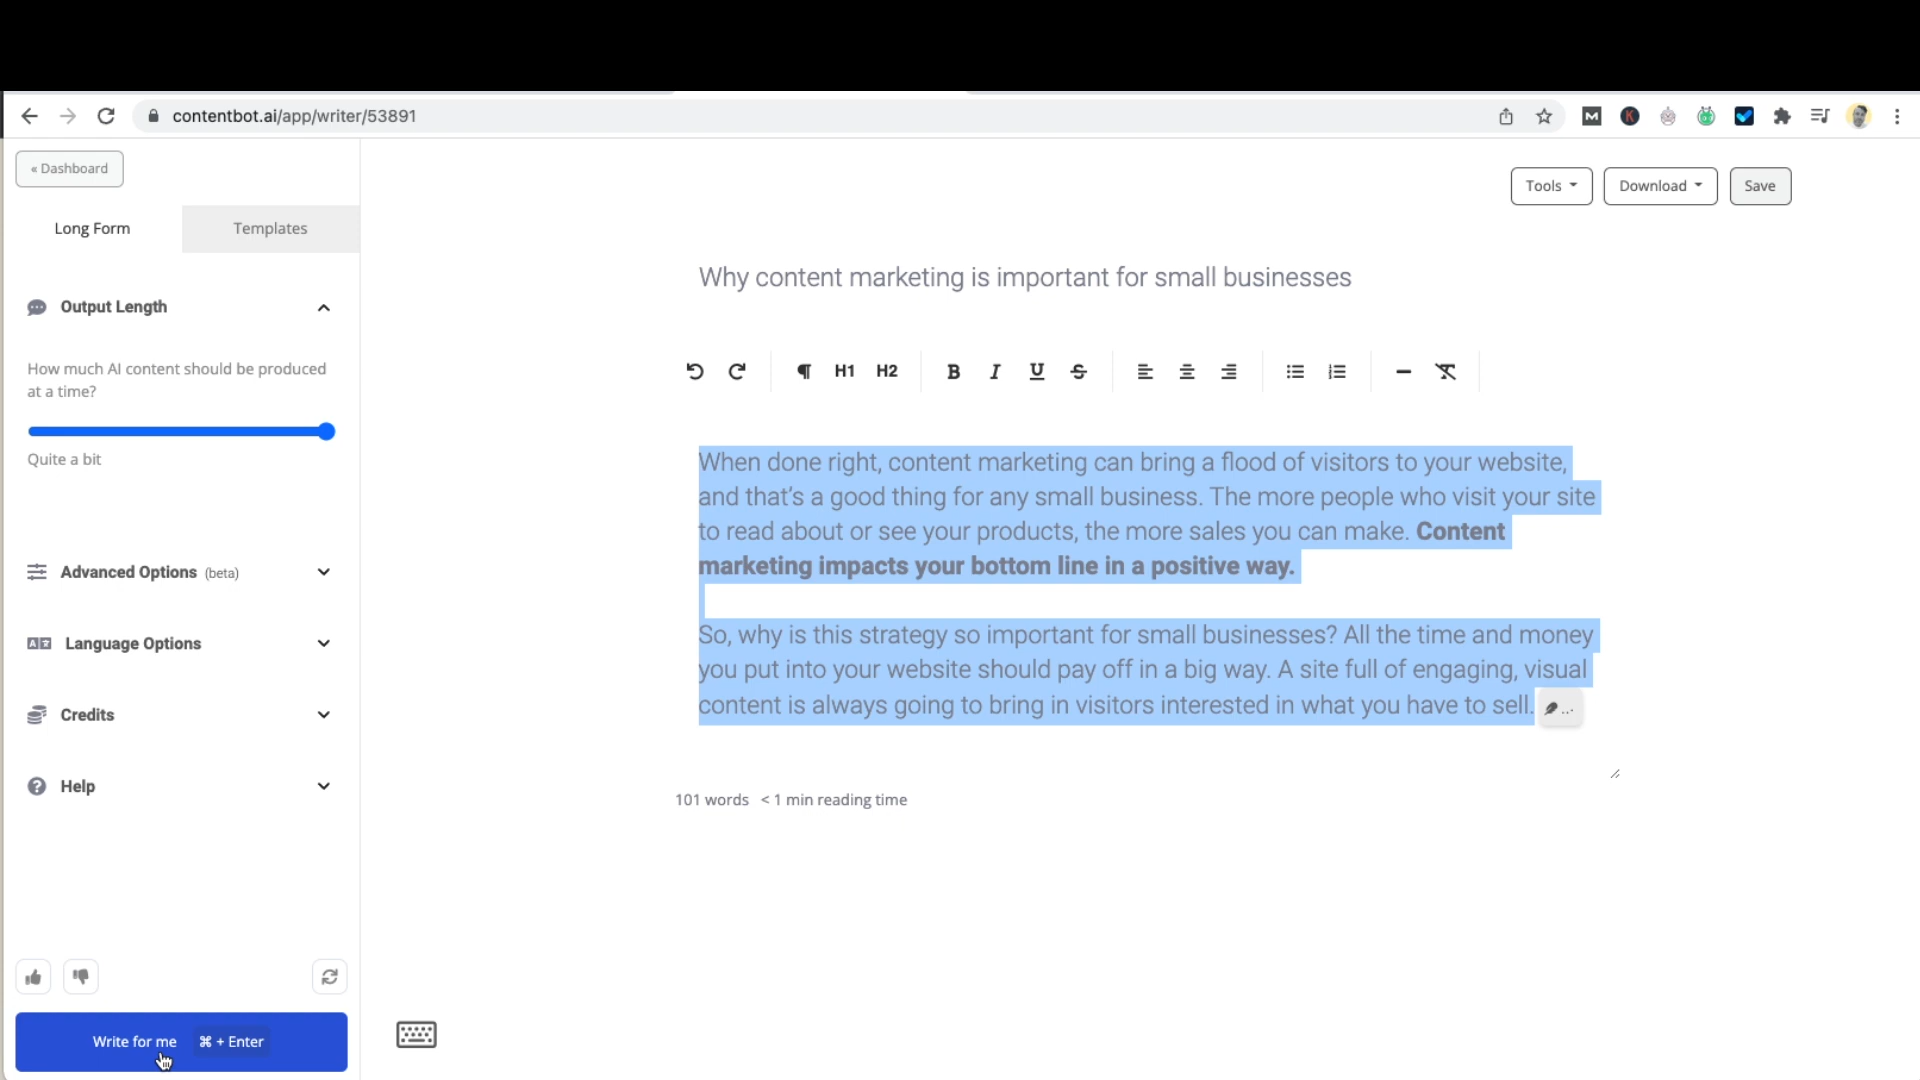 contentbot.ai/app/writer/53891
« Dashboard
Tools
Download
Save
Long Form
Templates
Output Length
How much AI content should be produced
at a time?
Quite a bit
Advanced Options (beta)
Language Options
Credits
Help
Write for me ⌘ + Enter
Why content marketing is important for small businesses
H1 H2 B I U S
When done right, content marketing can bring a flood of visitors to your website,
and that's a good thing for any small business. The more people who visit your site
to read about or see your products, the more sales you can make. Content
marketing impacts your bottom line in a positive way.
So, why is this strategy so important for small businesses? All the time and money
you put into your website should pay off in a big way. A site full of engaging, visual
content is always going to bring in visitors interested in what you have to sell.
...
101 words < 1 min reading time